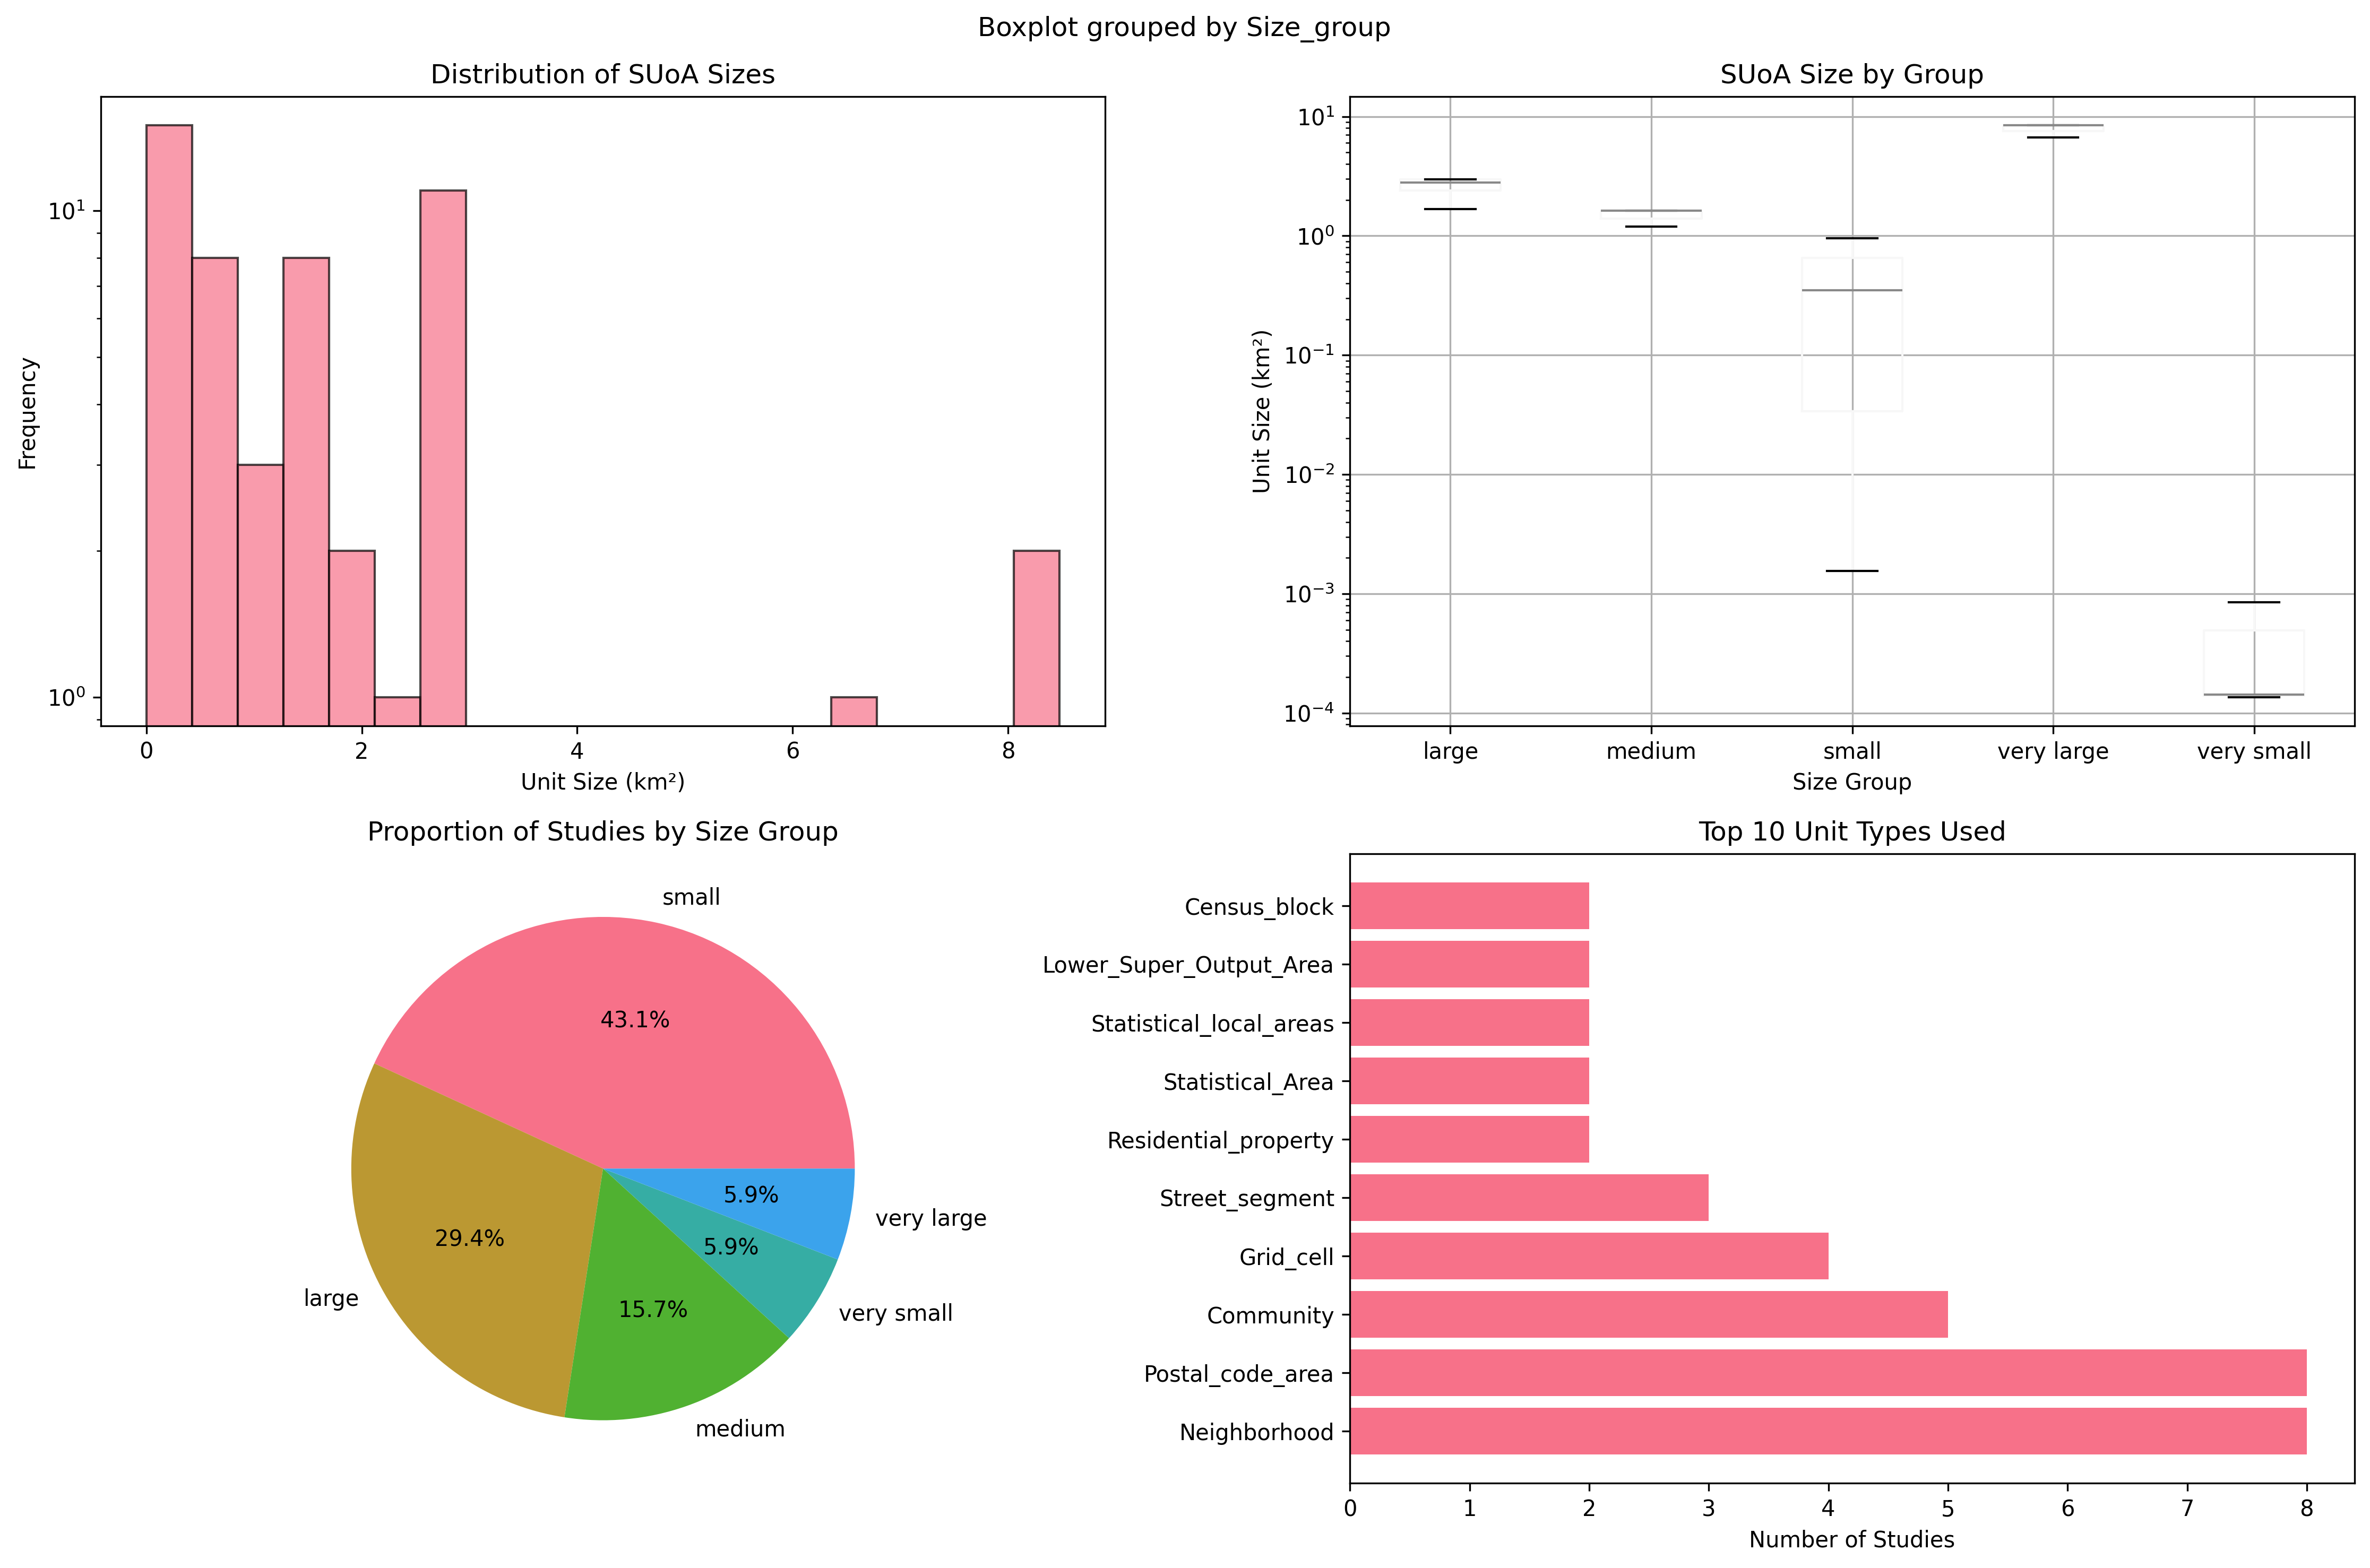 Boxplot grouped by Size_group
Distribution of SUoA Sizes
10¹
10⁰
Frequency
0 2 4 6 8
Unit Size (km²)
SUoA Size by Group
10¹
10⁰
10⁻¹
10⁻²
10⁻³
10⁻⁴
Unit Size (km²)
large medium small very large very small
Size Group
Proportion of Studies by Size Group
small
43.1%
large
29.4%
medium
15.7%
very small
5.9%
very large
5.9%
Top 10 Unit Types Used
Census_block
Lower_Super_Output_Area
Statistical_local_areas
Statistical_Area
Residential_property
Street_segment
Grid_cell
Community
Postal_code_area
Neighborhood
0 1 2 3 4 5 6 7 8
Number of Studies